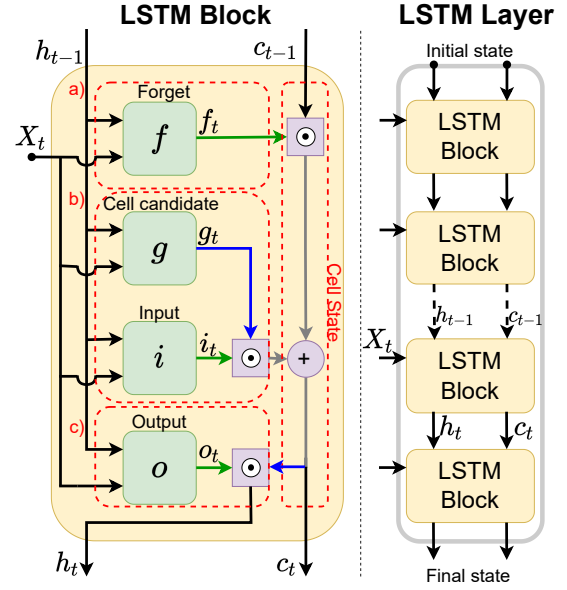 LSTM Block
h_{t-1}
c_{t-1}
a)
Forget
f
f_t
⊙
X_t
b)
Cell candidate
g
g_t
Cell State
Input
i
i_t
⊙
+
c)
Output
o
o_t
⊙
h_t
c_t
LSTM Layer
Initial state
LSTM
Block
LSTM
Block
h_{t-1}
c_{t-1}
X_t
LSTM
Block
h_t
c_t
LSTM
Block
Final state